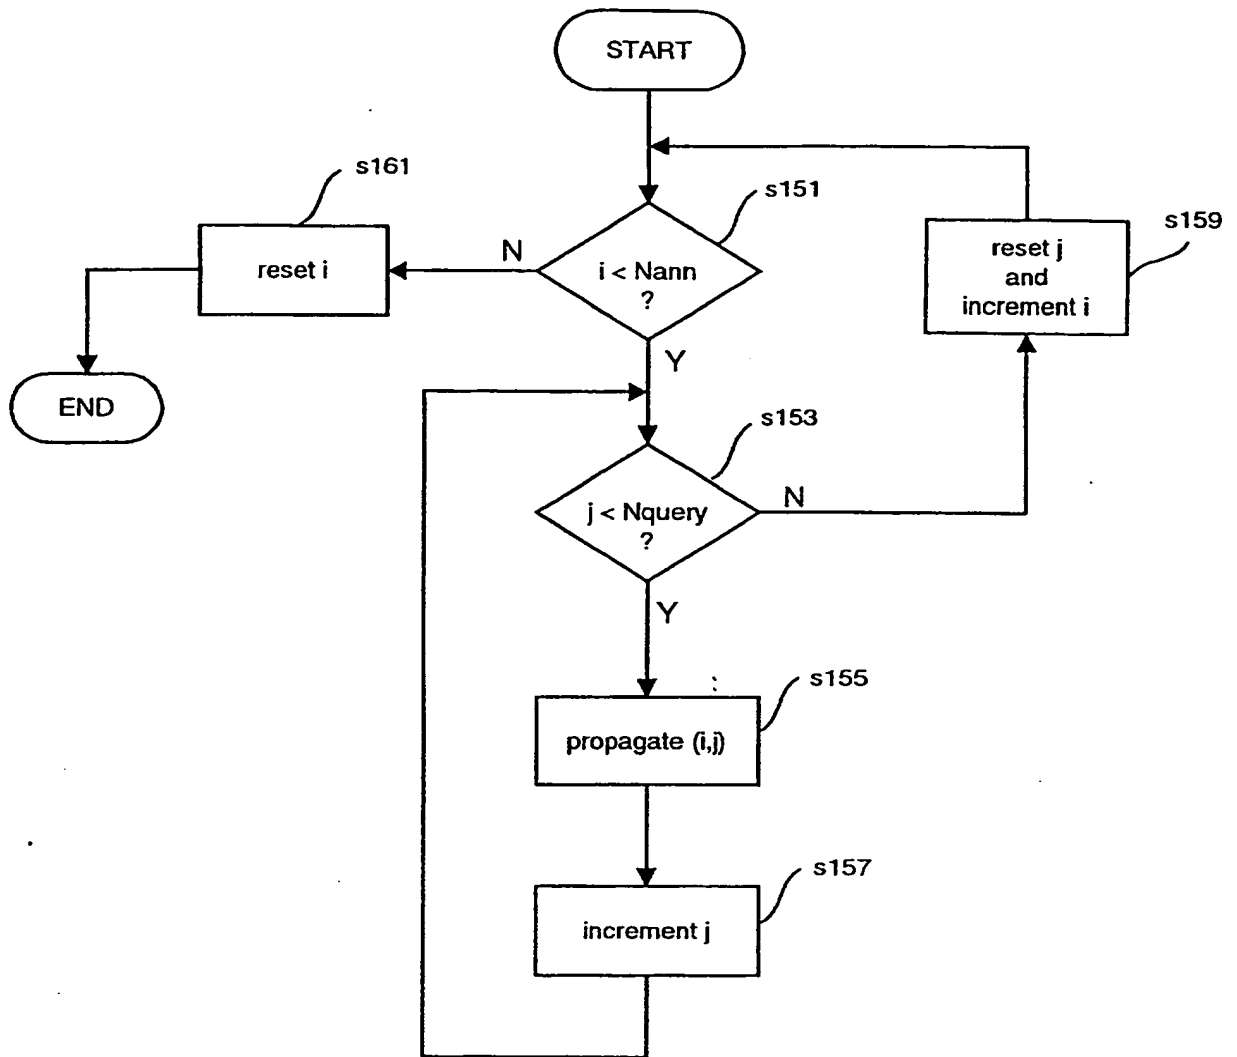 START
s161
s151
s159
reset i
N
i < Nann
?
reset j
and
increment i
Y
END
s153
j < Nquery
?
N
Y
s155
propagate (i,j)
s157
increment j